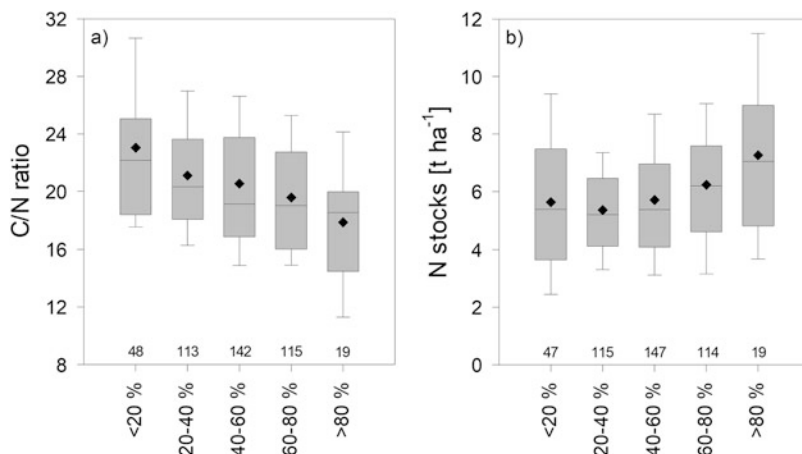 a)
C/N ratio
32
28
24
20
16
12
8
48 113 142 115 19
<20 % 20-40 % 40-60 % 60-80 % >80 %
b)
N stocks [t ha⁻¹]
12
10
8
6
4
2
0
47 115 147 114 19
<20 % 20-40 % 40-60 % 60-80 % >80 %